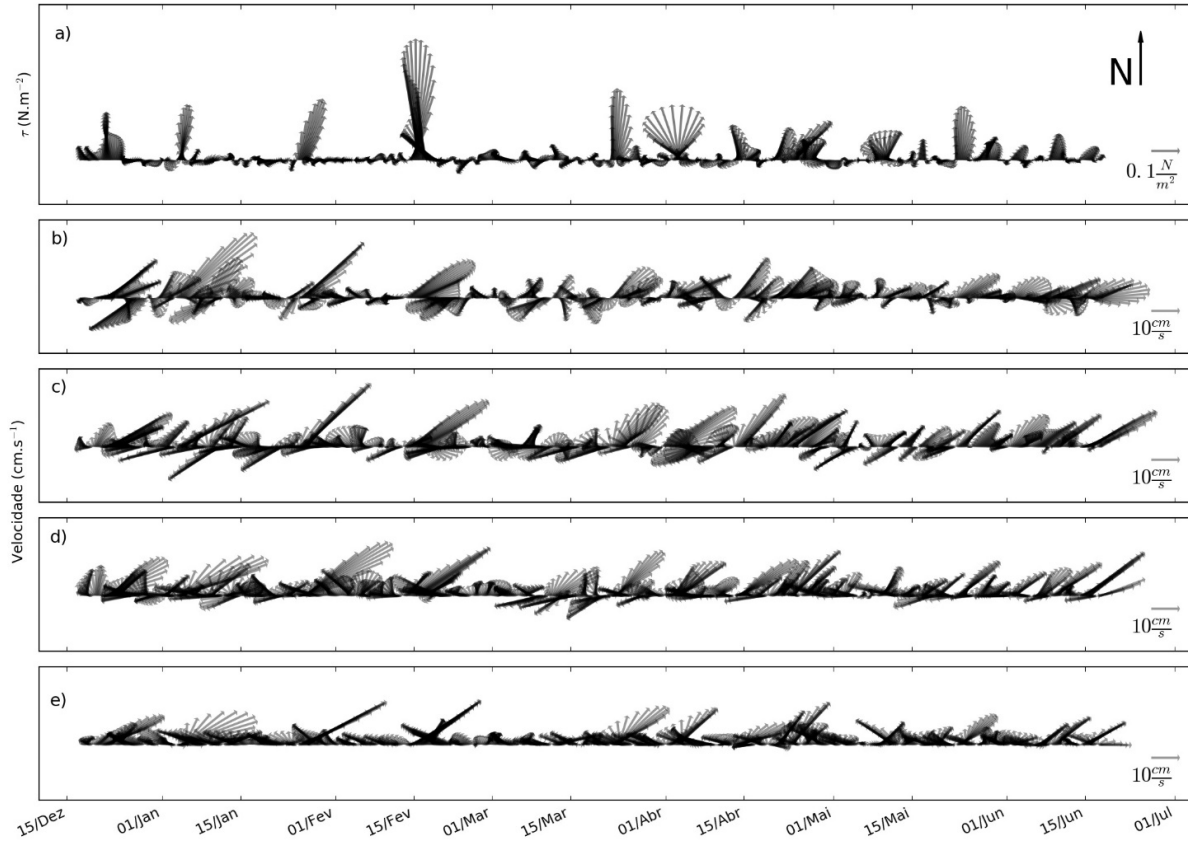 a)
τ (N.m⁻²)
N
0.1 N/m²
b)
10 cm/s
c)
10 cm/s
Velocidade (cm.s⁻¹)
d)
10 cm/s
e)
10 cm/s
15/Dez 01/Jan 15/Jan 01/Fev 15/Fev 01/Mar 15/Mar 01/Abr 15/Abr 01/Mai 15/Mai 01/Jun 15/Jun 01/Jul